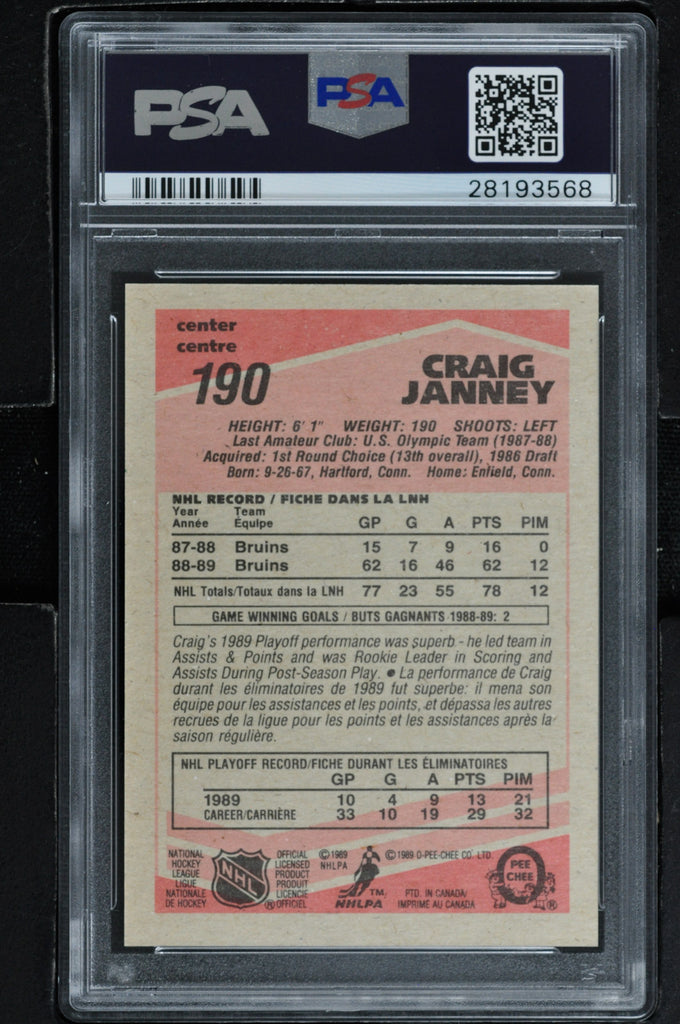 PSA
PSA
28193568
center
centre
190
CRAIG
JANNEY
HEIGHT: 6' 1" WEIGHT: 190 SHOOTS: LEFT
Last Amateur Club: U.S. Olympic Team (1987-88)
Acquired: 1st Round Choice (13th overall), 1986 Draft
Born: 9-26-67, Hartford, Conn. Home: Enfield, Conn.
NHL RECORD / FICHE DANS LA LNH
Year Team
Année Équipe GP G A PTS PIM
87-88 Bruins 15 7 9 16 0
88-89 Bruins 62 16 46 62 12
NHL Totals/Totaux dans la LNH 77 23 55 78 12
GAME WINNING GOALS / BUTS GAGNANTS 1988-89: 2
Craig's 1989 Playoff performance was superb - he led team in
Assists & Points and was Rookie Leader in Scoring and
Assists During Post-Season Play. ● La performance de Craig
durant les éliminatoires de 1989 fut superbe: il mena son
équipe pour les assistances et les points, et dépassa les autres
recrues de la ligue pour les points et les assistances après la
saison régulière.
NHL PLAYOFF RECORD/FICHE DURANT LES ÉLIMINATOIRES
GP G A PTS PIM
1989 10 4 9 13 21
CAREER/CARRIÈRE 33 10 19 29 32
NATIONAL
HOCKEY
LEAGUE
LIGUE
NATIONALE
DE HOCKEY
NHL
®
OFFICIAL
LICENSED
PRODUCT
PRODUIT
LICENCIÉ
OFFICIEL
© 1989
NHLPA
TM
NHLPA
© 1989 O-PEE-CHEE CO. LTD.
PTD. IN CANADA/
IMPRIMÉ AU CANADA
PEE
CHEE
®